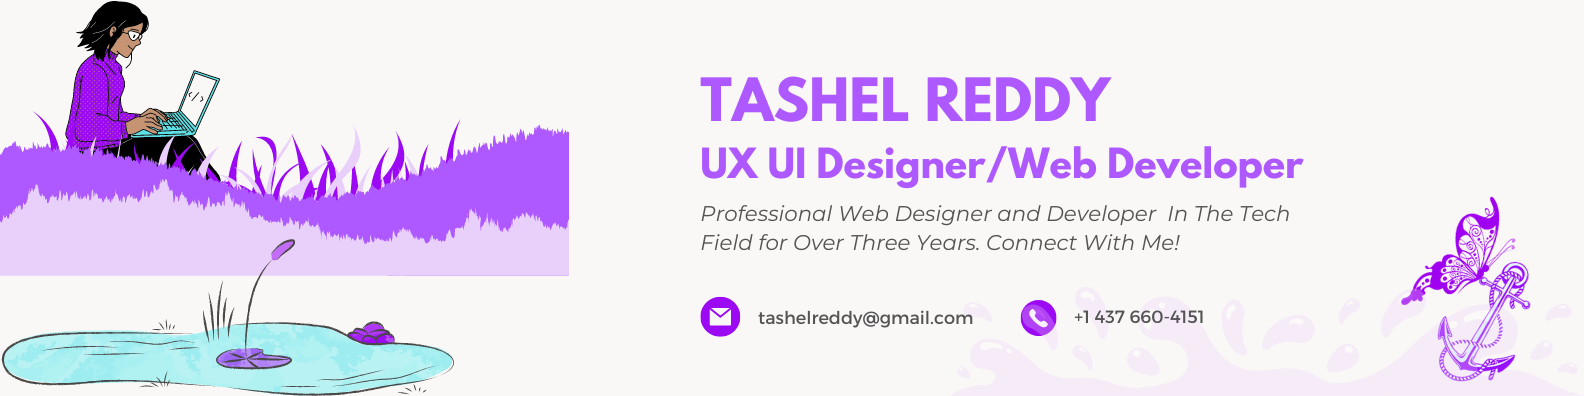 TASHEL REDDY
UX UI Designer/Web Developer
Professional Web Designer and Developer  In The Tech
Field for Over Three Years. Connect With Me!
tashelreddy@gmail.com
+1 437 660-4151
</>